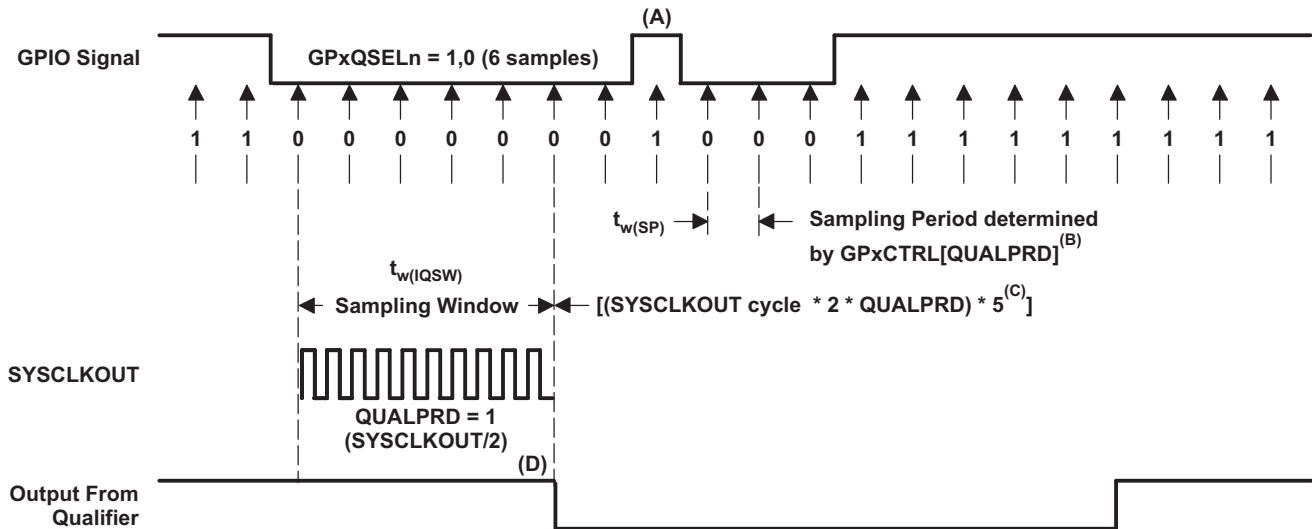 (A)
GPIO Signal
GPxQSELn = 1,0 (6 samples)
1 1 0 0 0 0 0 0 0 1 0 0 0 1 1 1 1 1 1 1 1 1
tw(SP)
Sampling Period determined
by GPxCTRL[QUALPRD](B)
tw(IQSW)
Sampling Window
[(SYSCLKOUT cycle * 2 * QUALPRD) * 5(C)]
SYSCLKOUT
QUALPRD = 1
(SYSCLKOUT/2)
(D)
Output From
Qualifier